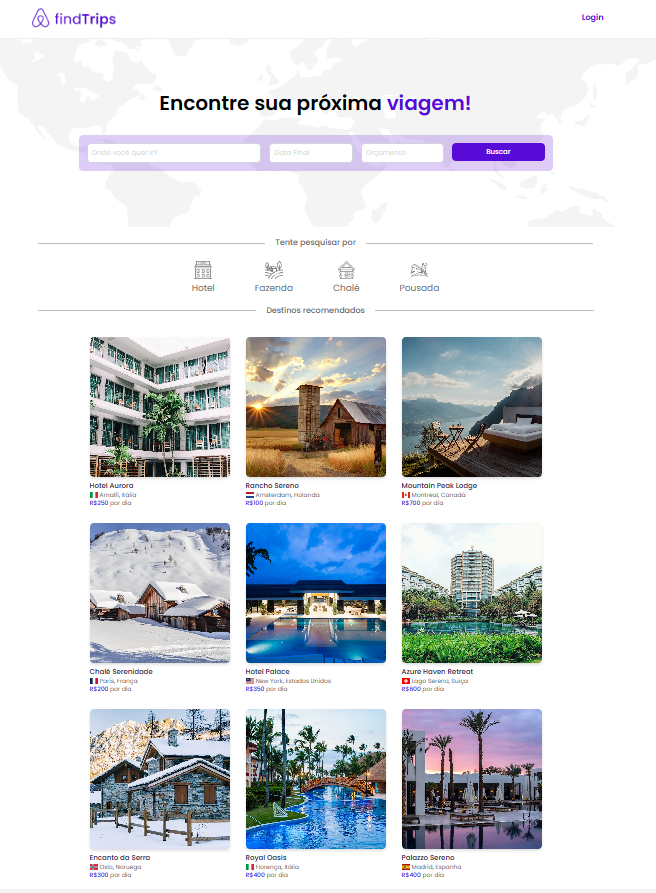 findTrips
Login
Encontre sua próxima viagem!
Onde você quer ir?
Data Final
Orçamento
Buscar
Tente pesquisar por
Hotel
Fazenda
Chalé
Pousada
Destinos recomendados
Hotel Aurora
Amalfi, Itália
R$250 por dia
Rancho Sereno
Amsterdam, Holanda
R$100 por dia
Mountain Peak Lodge
Montreal, Canadá
R$700 por dia
Chalé Serenidade
Paris, França
R$200 por dia
Hotel Palace
New York, Estados Unidos
R$350 por dia
Azure Haven Retreat
Lago Sereno, Suíça
R$800 por dia
Encanto da Serra
Oslo, Noruega
R$300 por dia
Royal Oasis
Florença, Itália
R$400 por dia
Palazzo Sereno
Madrid, Espanha
R$400 por dia